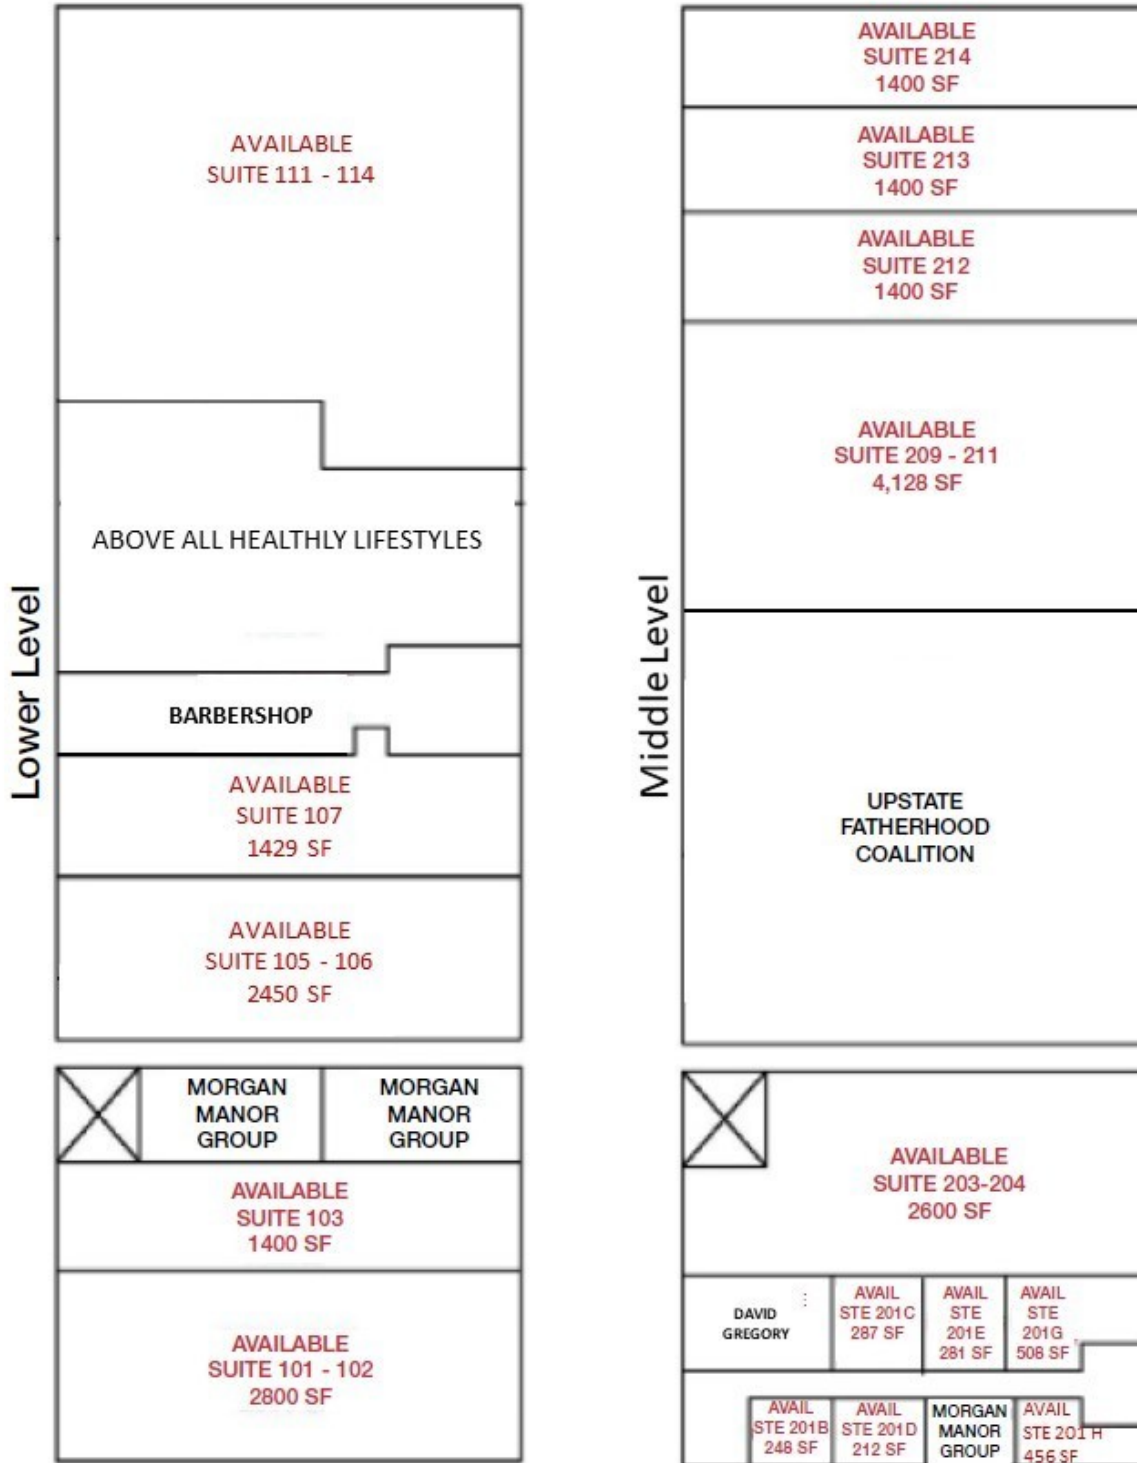 Lower Level
AVAILABLE
SUITE 111 - 114
ABOVE ALL HEALTHLY LIFESTYLES
BARBERSHOP
AVAILABLE
SUITE 107
1429 SF
AVAILABLE
SUITE 105 - 106
2450 SF
MORGAN
MANOR
GROUP
MORGAN
MANOR
GROUP
AVAILABLE
SUITE 103
1400 SF
AVAILABLE
SUITE 101 - 102
2800 SF
Middle Level
AVAILABLE
SUITE 214
1400 SF
AVAILABLE
SUITE 213
1400 SF
AVAILABLE
SUITE 212
1400 SF
AVAILABLE
SUITE 209 - 211
4,128 SF
UPSTATE
FATHERHOOD
COALITION
AVAILABLE
SUITE 203-204
2600 SF
DAVID
GREGORY
AVAIL
STE 201C
287 SF
AVAIL
STE
201E
281 SF
AVAIL
STE
201G
508 SF
AVAIL
STE 201B
248 SF
AVAIL
STE 201D
212 SF
MORGAN
MANOR
GROUP
AVAIL
STE 201 H
456 SF